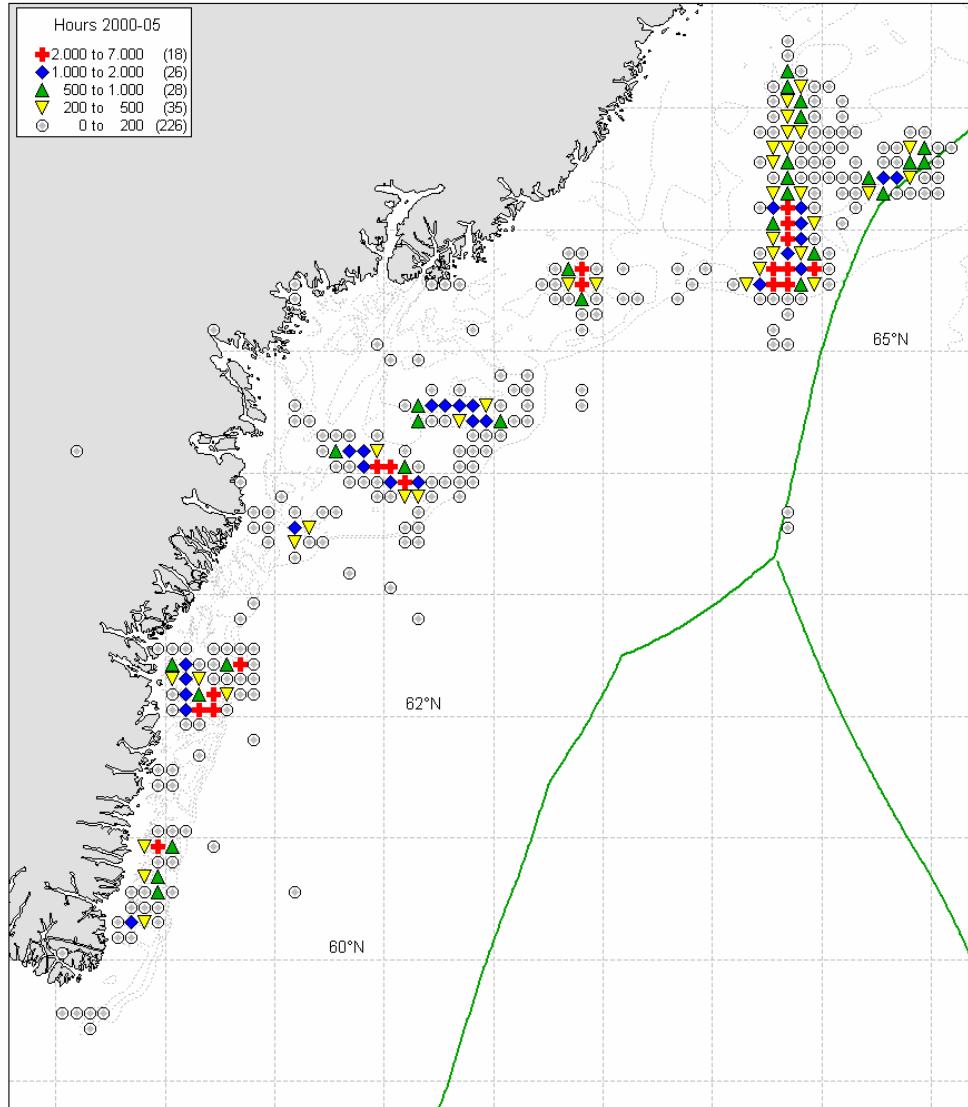 Hours 2000-05
2.000 to 7.000 (18)
1.000 to 2.000 (26)
500 to 1.000 (28)
200 to 500 (35)
0 to 200 (226)
65°N
62°N
60°N